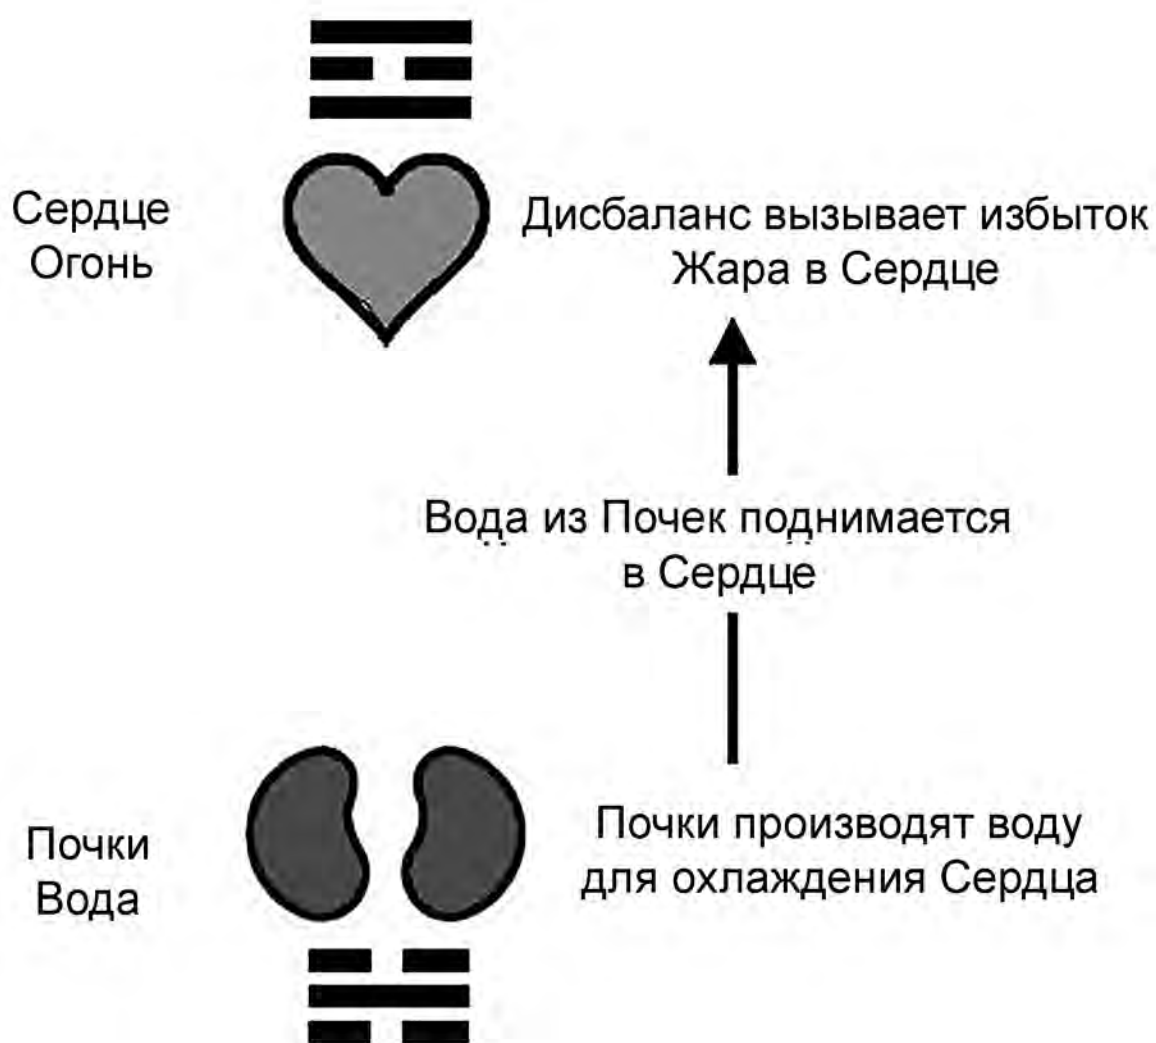 Сердце
Огонь
Дисбаланс вызывает избыток
Жара в Сердце
Вода из Почек поднимается
в Сердце
Почки
Вода
Почки производят воду
для охлаждения Сердца